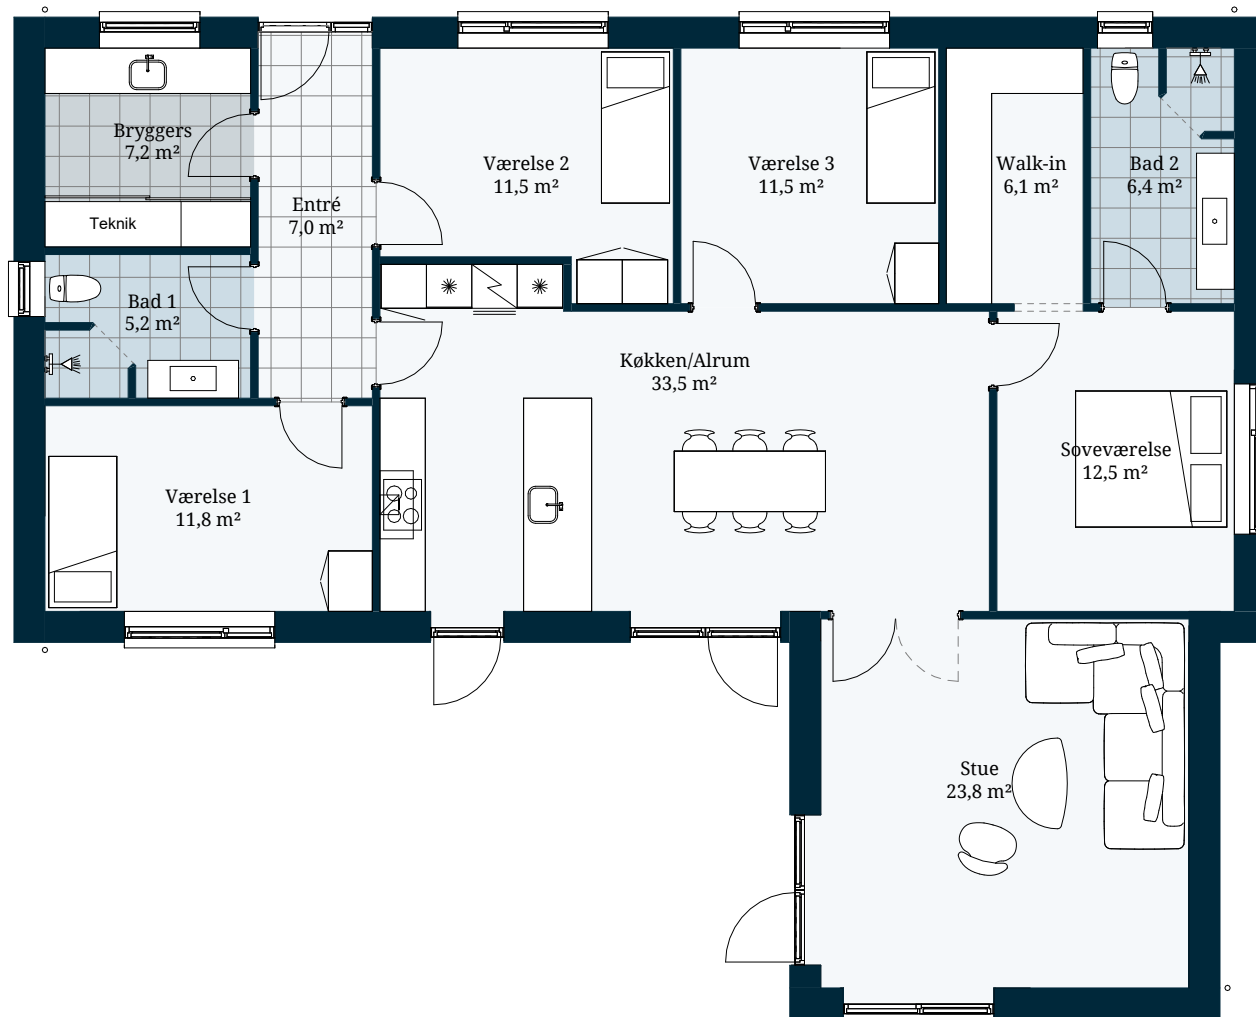 Bryggers
7,2 m²
Teknik
Entré
7,0 m²
Værelse 2
11,5 m²
Værelse 3
11,5 m²
Walk-in
6,1 m²
Bad 2
6,4 m²
Bad 1
5,2 m²
Køkken/Alrum
33,5 m²
Soveværelse
12,5 m²
Værelse 1
11,8 m²
Stue
23,8 m²